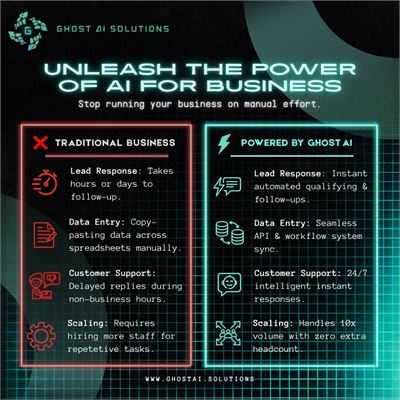 GHOST AI SOLUTIONS
G
UNLEASH THE POWER
OF AI FOR BUSINESS
Stop running your business on manual effort.
TRADITIONAL BUSINESS
Lead Response: Takes
hours or days to
follow-up.
Data Entry: Copy-
pasting data across
spreadsheets manually.
Customer Support:
Delayed replies during
non-business hours.
Scaling: Requires
hiring more staff for
repetetive tasks.
POWERED BY GHOST AI
Lead Response: Instant
automated qualifying &
follow-ups.
Data Entry: Seamless
API & workflow system
sync.
Customer Support: 24/7
intelligent instant
responses.
Scaling: Handles 10x
volume with zero extra
headcount.
WWW.GHOSTAI.SOLUTIONS